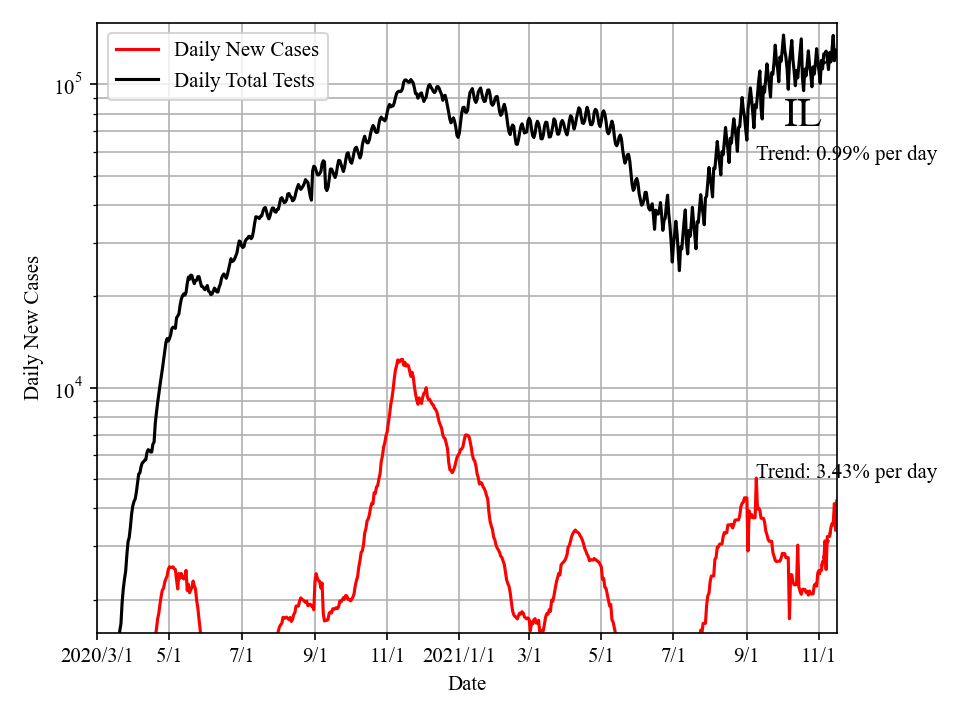 Daily New Cases
Daily Total Tests
10^5
IL
Trend: 0.99% per day
Daily New Cases
10^4
Trend: 3.43% per day
2020/3/1 5/1 7/1 9/1 11/1 2021/1/1 3/1 5/1 7/1 9/1 11/1
Date